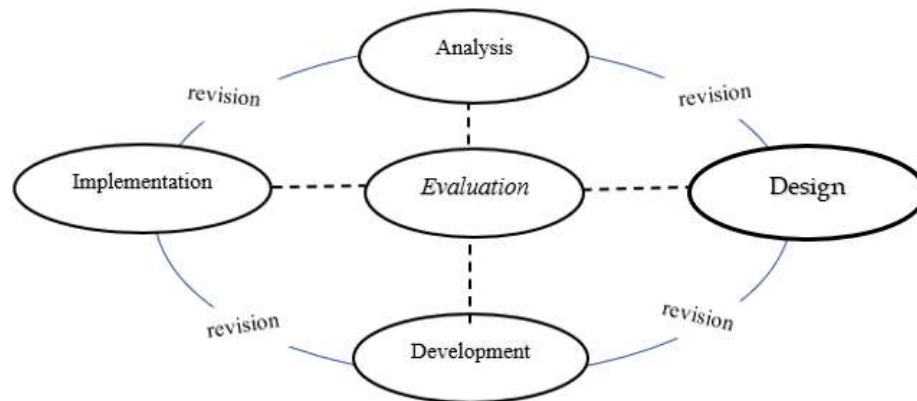 Analysis
revision
revision
Implementation
Evaluation
Design
revision
revision
Development